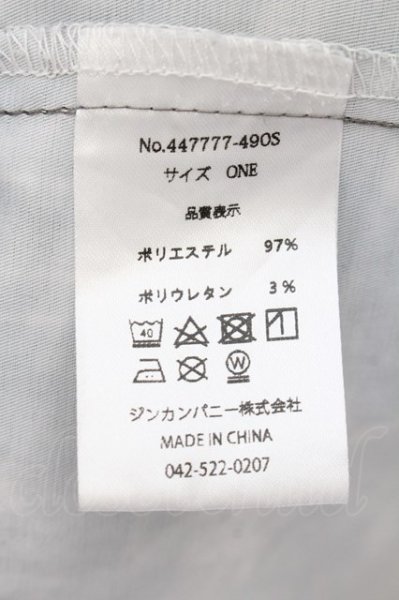 No.447777-490S
サイズ ONE
品質表示
ポリエステル 97%
ポリウレタン 3%
40
W
ジンカンパニー株式会社
MADE IN CHINA
042-522-0207